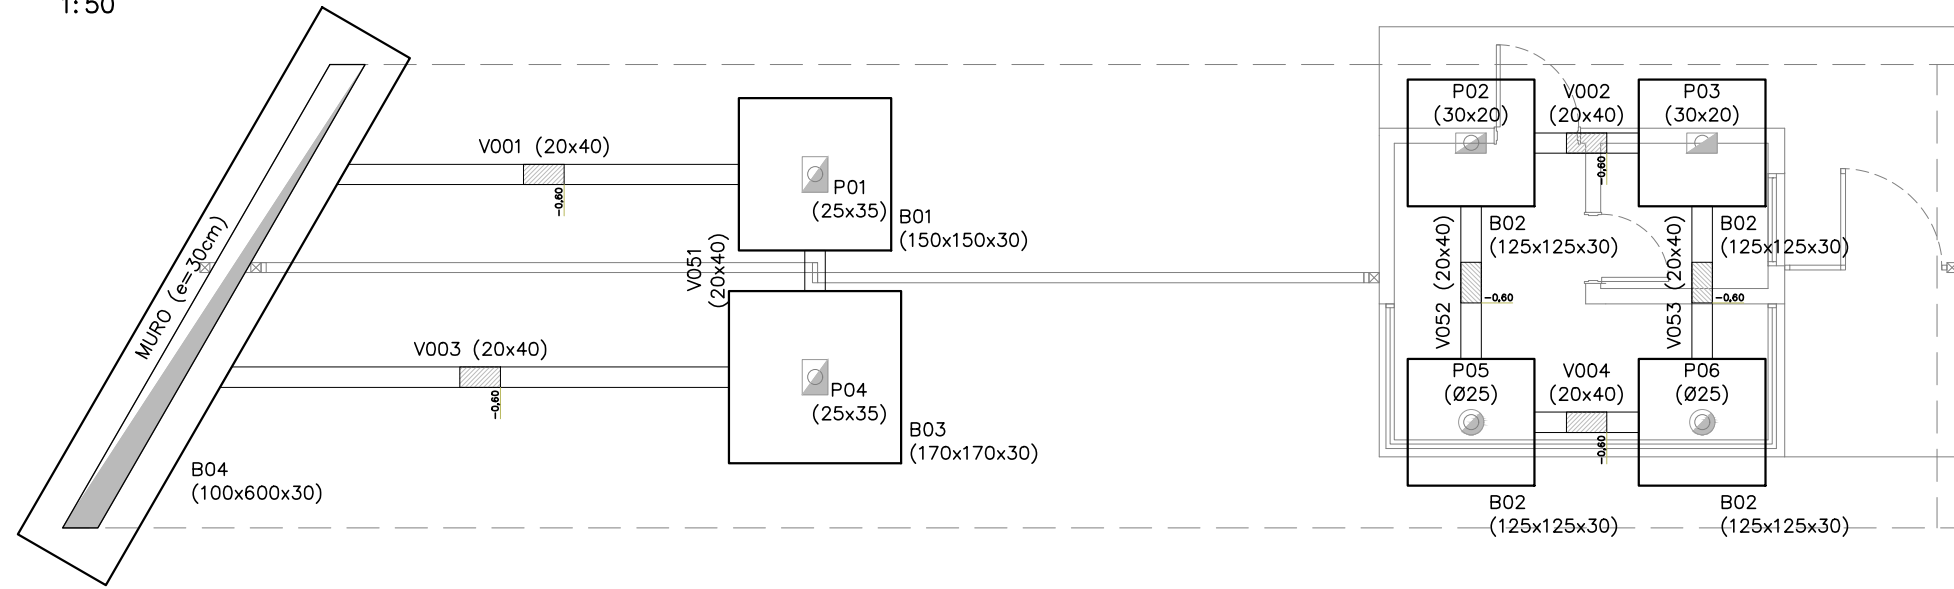 1:50
V001 (20x40)
-0,60
MURO (e=30cm)
V003 (20x40)
-0,60
B04
(100x600x30)
P01
(25x35)
B01
(150x150x30)
V051
(20x40)
P04
(25x35)
B03
(170x170x30)
P02
(30x20)
V002
(20x40)
-0,60
P03
(30x20)
B02
(125x125x30)
B02
(125x125x30)
V052 (20x40)
-0,60
V053 (20x40)
-0,60
P05
(Ø25)
V004
(20x40)
-0,60
P06
(Ø25)
B02
(125x125x30)
B02
(125x125x30)